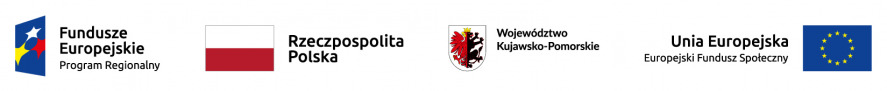 Fundusze
Europejskie
Program Regionalny
Rzeczpospolita
Polska
Województwo
Kujawsko-Pomorskie
Unia Europejska
Europejski Fundusz Społeczny